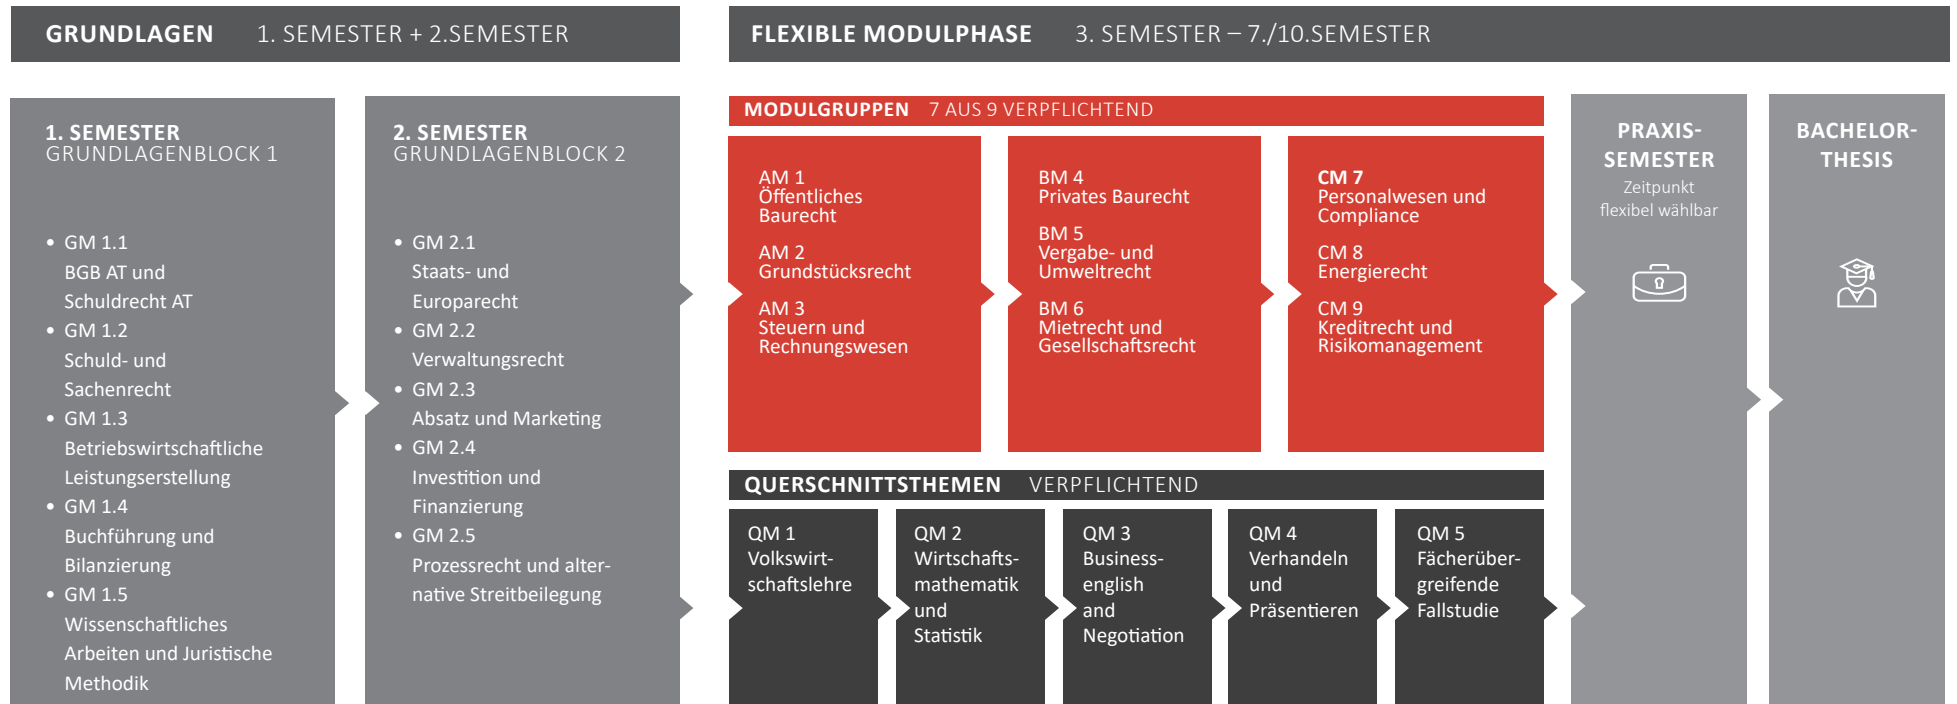 GRUNDLAGEN 1. SEMESTER + 2.SEMESTER
FLEXIBLE MODULPHASE 3. SEMESTER – 7./10.SEMESTER
1. SEMESTER
GRUNDLAGENBLOCK 1
• GM 1.1
BGB AT und
Schuldrecht AT
• GM 1.2
Schuld- und
Sachenrecht
• GM 1.3
Betriebswirtschaftliche
Leistungserstellung
• GM 1.4
Buchführung und
Bilanzierung
• GM 1.5
Wissenschaftliches
Arbeiten und Juristische
Methodik
2. SEMESTER
GRUNDLAGENBLOCK 2
• GM 2.1
Staats- und
Europarecht
• GM 2.2
Verwaltungsrecht
• GM 2.3
Absatz und Marketing
• GM 2.4
Investition und
Finanzierung
• GM 2.5
Prozessrecht und alter-
native Streitbeilegung
MODULGRUPPEN 7 AUS 9 VERPFLICHTEND
AM 1
Öffentliches
Baurecht
AM 2
Grundstücksrecht
AM 3
Steuern und
Rechnungswesen
BM 4
Privates Baurecht
BM 5
Vergabe- und
Umweltrecht
BM 6
Mietrecht und
Gesellschaftsrecht
CM 7
Personalwesen und
Compliance
CM 8
Energierecht
CM 9
Kreditrecht und
Risikomanagement
QUERSCHNITTSTHEMEN VERPFLICHTEND
QM 1
Volkswirt-
schaftslehre
QM 2
Wirtschafts-
mathematik
und
Statistik
QM 3
Business-
english
and
Negotiation
QM 4
Verhandeln
und
Präsentieren
QM 5
Fächerüber-
greifende
Fallstudie
PRAXIS-
SEMESTER
Zeitpunkt
flexibel wählbar
BACHELOR-
THESIS